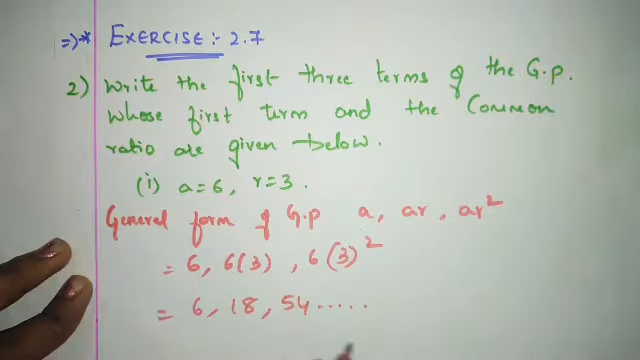 =>* EXERCISE:- 2.7
2) Write the first three terms of the G.P.
whose first term and the Common
ratio are given below.
(i) a=6, r=3.
General form of G.P a, ar, ar²
= 6, 6(3), 6(3)²
= 6, 18, 54.....